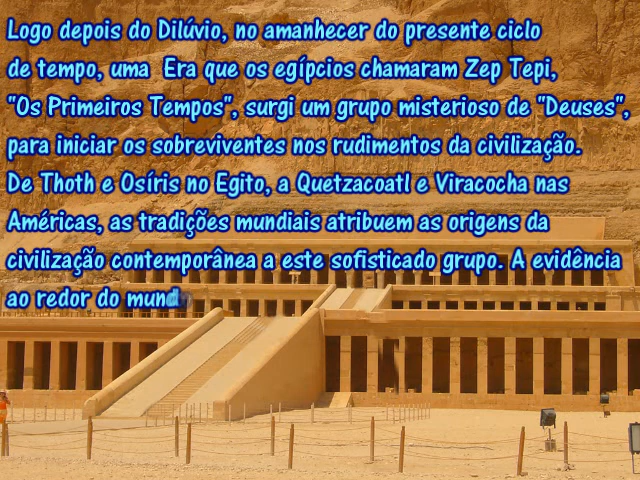 Logo depois do Dilúvio, no amanhecer do presente ciclo
de tempo, uma Era que os egípcios chamaram Zep Tepi,
"Os Primeiros Tempos", surgi um grupo misterioso de "Deuses",
para iniciar os sobreviventes nos rudimentos da civilização.
De Thoth e Osíris no Egito, a Quetzacoatl e Viracocha nas
Américas, as tradições mundiais atribuem as origens da
civilização contemporânea a este sofisticado grupo. A evidência
ao redor do mund